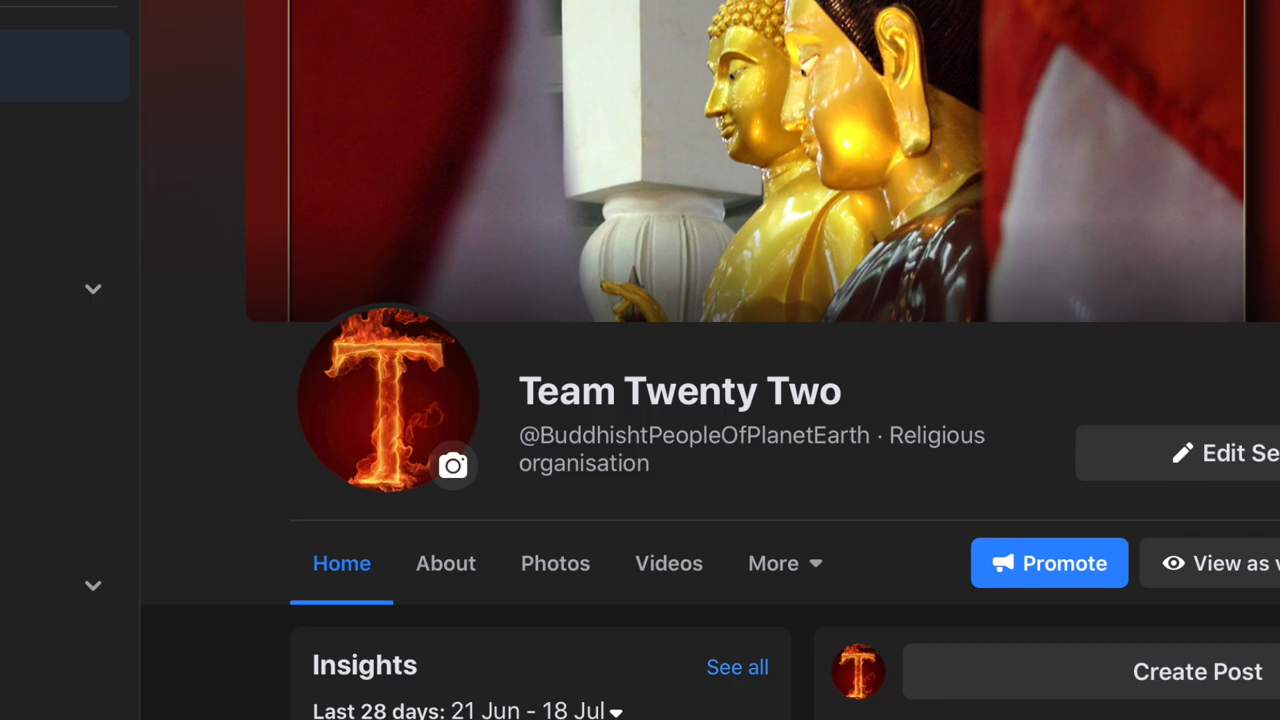 T
Team Twenty Two
@BuddhishtPeopleOfPlanetEarth · Religious
organisation
Edit Se
Home About Photos Videos More Promote View as v
Insights See all T Create Post
Last 28 days: 21 Jun - 18 Jul